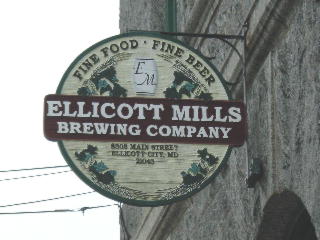 FINE FOOD · FINE BEER
EM
ELLICOTT MILLS
BREWING COMPANY
8308 MAIN STREET
ELLICOTT CITY, MD
21043